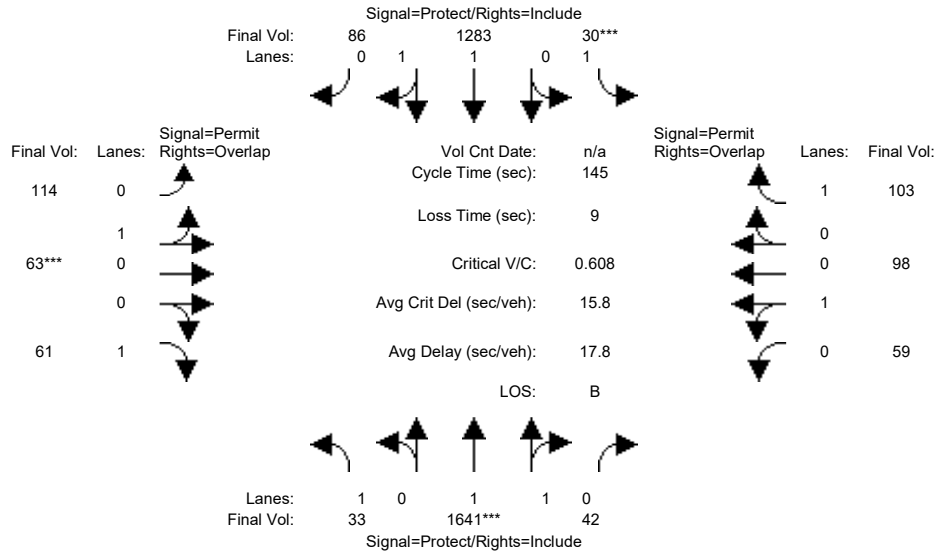 Signal=Protect/Rights=Include
Final Vol: 86 1283 30***
Lanes: 0 1 1 0 1
Signal=Permit Signal=Permit
Final Vol: Lanes: Rights=Overlap Vol Cnt Date: n/a Rights=Overlap Lanes: Final Vol:
Cycle Time (sec): 145
114 0 1 103
Loss Time (sec): 9
1 0
63*** 0 Critical V/C: 0.608 0 98
0 Avg Crit Del (sec/veh): 15.8 1
61 1 Avg Delay (sec/veh): 17.8 0 59
LOS: B
Lanes: 1 0 1 1 0
Final Vol: 33 1641*** 42
Signal=Protect/Rights=Include